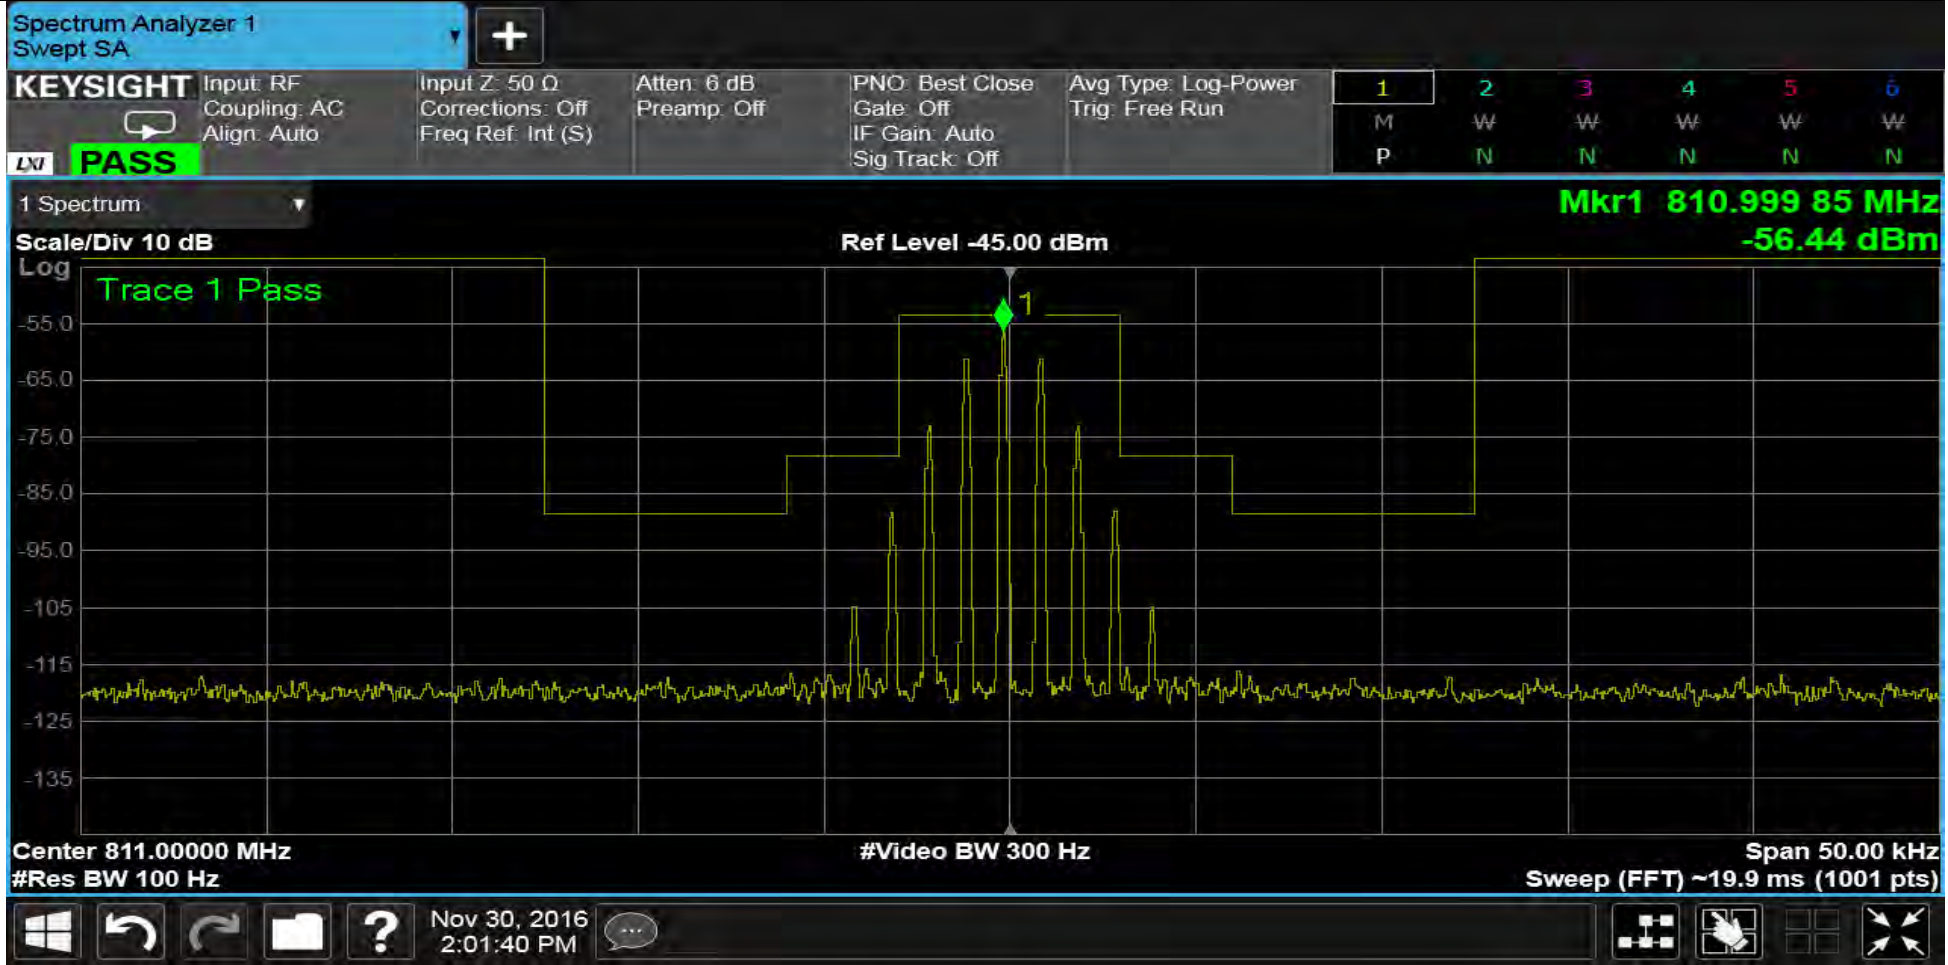 Spectrum Analyzer 1
Swept SA
KEYSIGHT
Input: RF
Coupling: AC
Align: Auto
LXI
PASS
Input Z: 50 Ω
Corrections: Off
Freq Ref: Int (S)
Atten: 6 dB
Preamp: Off
PNO: Best Close
Gate: Off
IF Gain: Auto
Sig Track: Off
Avg Type: Log-Power
Trig: Free Run
1 2 3 4 5 6
M W W W W W
P N N N N N
1 Spectrum
Mkr1 810.999 85 MHz
-56.44 dBm
Scale/Div 10 dB
Ref Level -45.00 dBm
Log
Trace 1 Pass
1
-55.0
-65.0
-75.0
-85.0
-95.0
-105
-115
-125
-135
Center 811.00000 MHz
#Video BW 300 Hz
Span 50.00 kHz
#Res BW 100 Hz
Sweep (FFT) ~19.9 ms (1001 pts)
?
Nov 30, 2016
2:01:40 PM